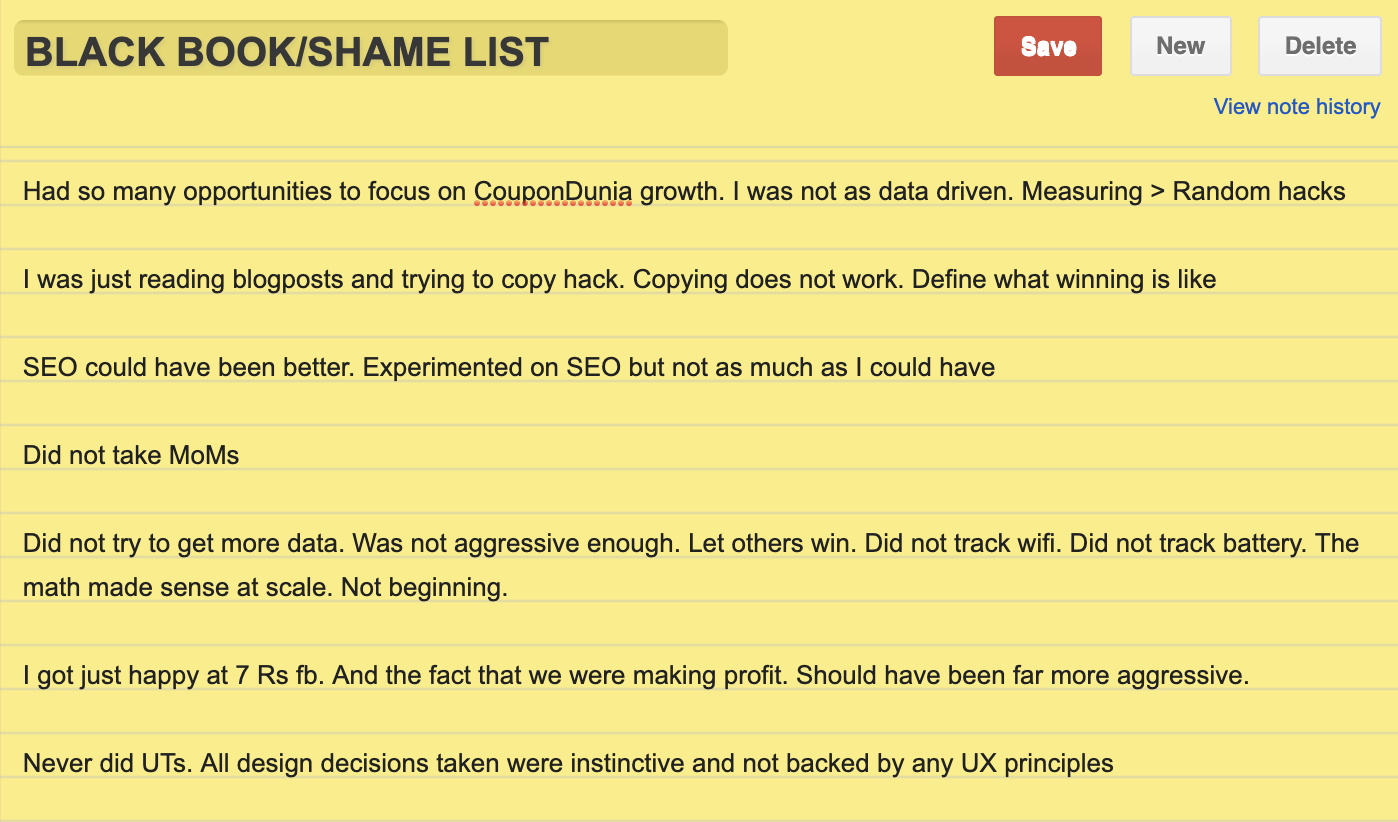 BLACK BOOK/SHAME LIST
Save New Delete
View note history
Had so many opportunities to focus on CouponDunia growth. I was not as data driven. Measuring > Random hacks
I was just reading blogposts and trying to copy hack. Copying does not work. Define what winning is like
SEO could have been better. Experimented on SEO but not as much as I could have
Did not take MoMs
Did not try to get more data. Was not aggressive enough. Let others win. Did not track wifi. Did not track battery. The
math made sense at scale. Not beginning.
I got just happy at 7 Rs fb. And the fact that we were making profit. Should have been far more aggressive.
Never did UTs. All design decisions taken were instinctive and not backed by any UX principles